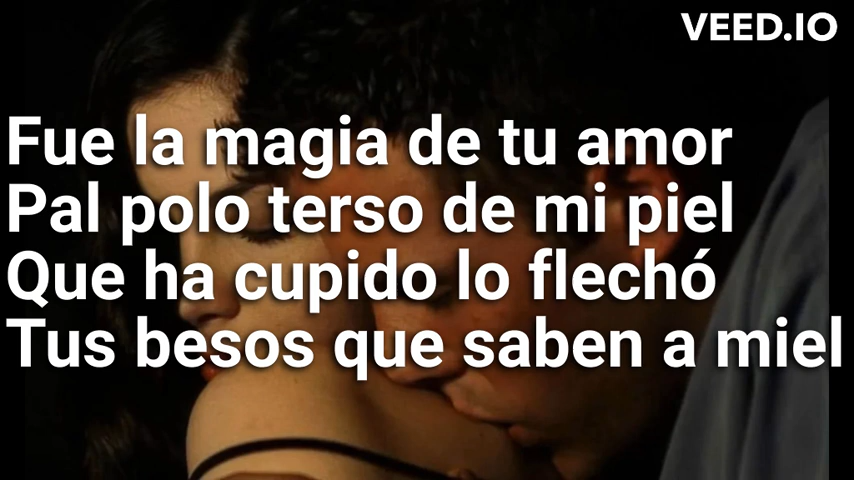 VEED.IO
Fue la magia de tu amor
Pal polo terso de mi piel
Que ha cupido lo flechó
Tus besos que saben a miel